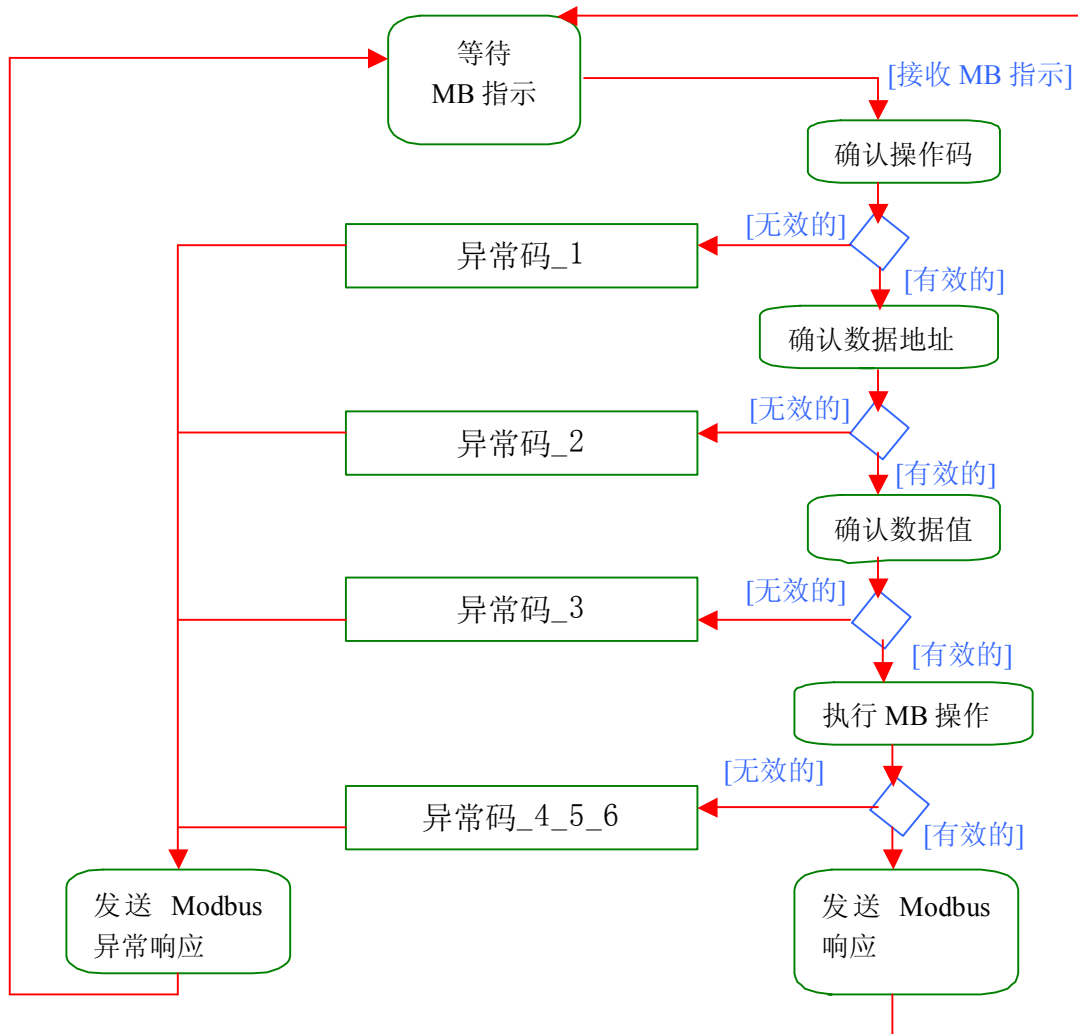 等待
MB 指示
[接收 MB 指示]
确认操作码
[无效的]
异常码_1
[有效的]
确认数据地址
[无效的]
异常码_2
[有效的]
确认数据值
[无效的]
异常码_3
[有效的]
执行 MB 操作
[无效的]
异常码_4_5_6
[有效的]
发送 Modbus
异常响应
发送 Modbus
响应